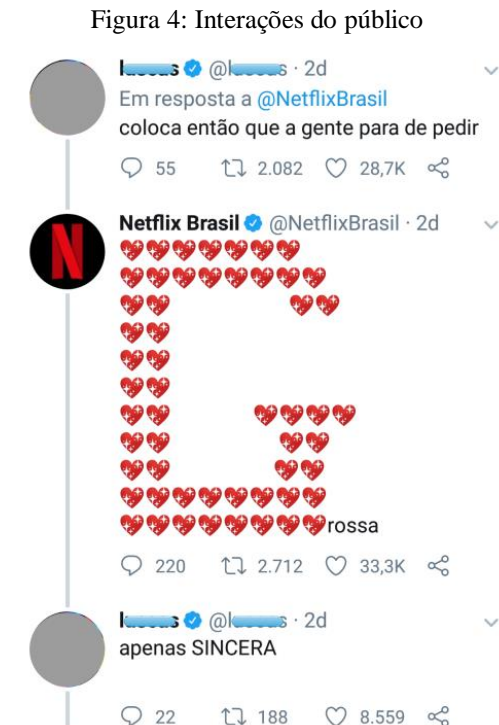 Figura 4: Interações do público
· 2d
Em resposta a @NetflixBrasil
coloca então que a gente para de pedir
55 2.082 28,7K
N
Netflix Brasil @NetflixBrasil · 2d
💖💖💖💖💖💖💖
💖💖💖💖💖💖💖💖
💖💖 💖💖
💖💖
💖💖
💖💖
💖💖 💖💖💖💖
💖💖 💖💖
💖💖 💖💖
💖💖💖💖💖💖💖💖
💖💖💖💖💖💖💖💖rossa
220 2.712 33,3K
· 2d
apenas SINCERA
22 188 8.559